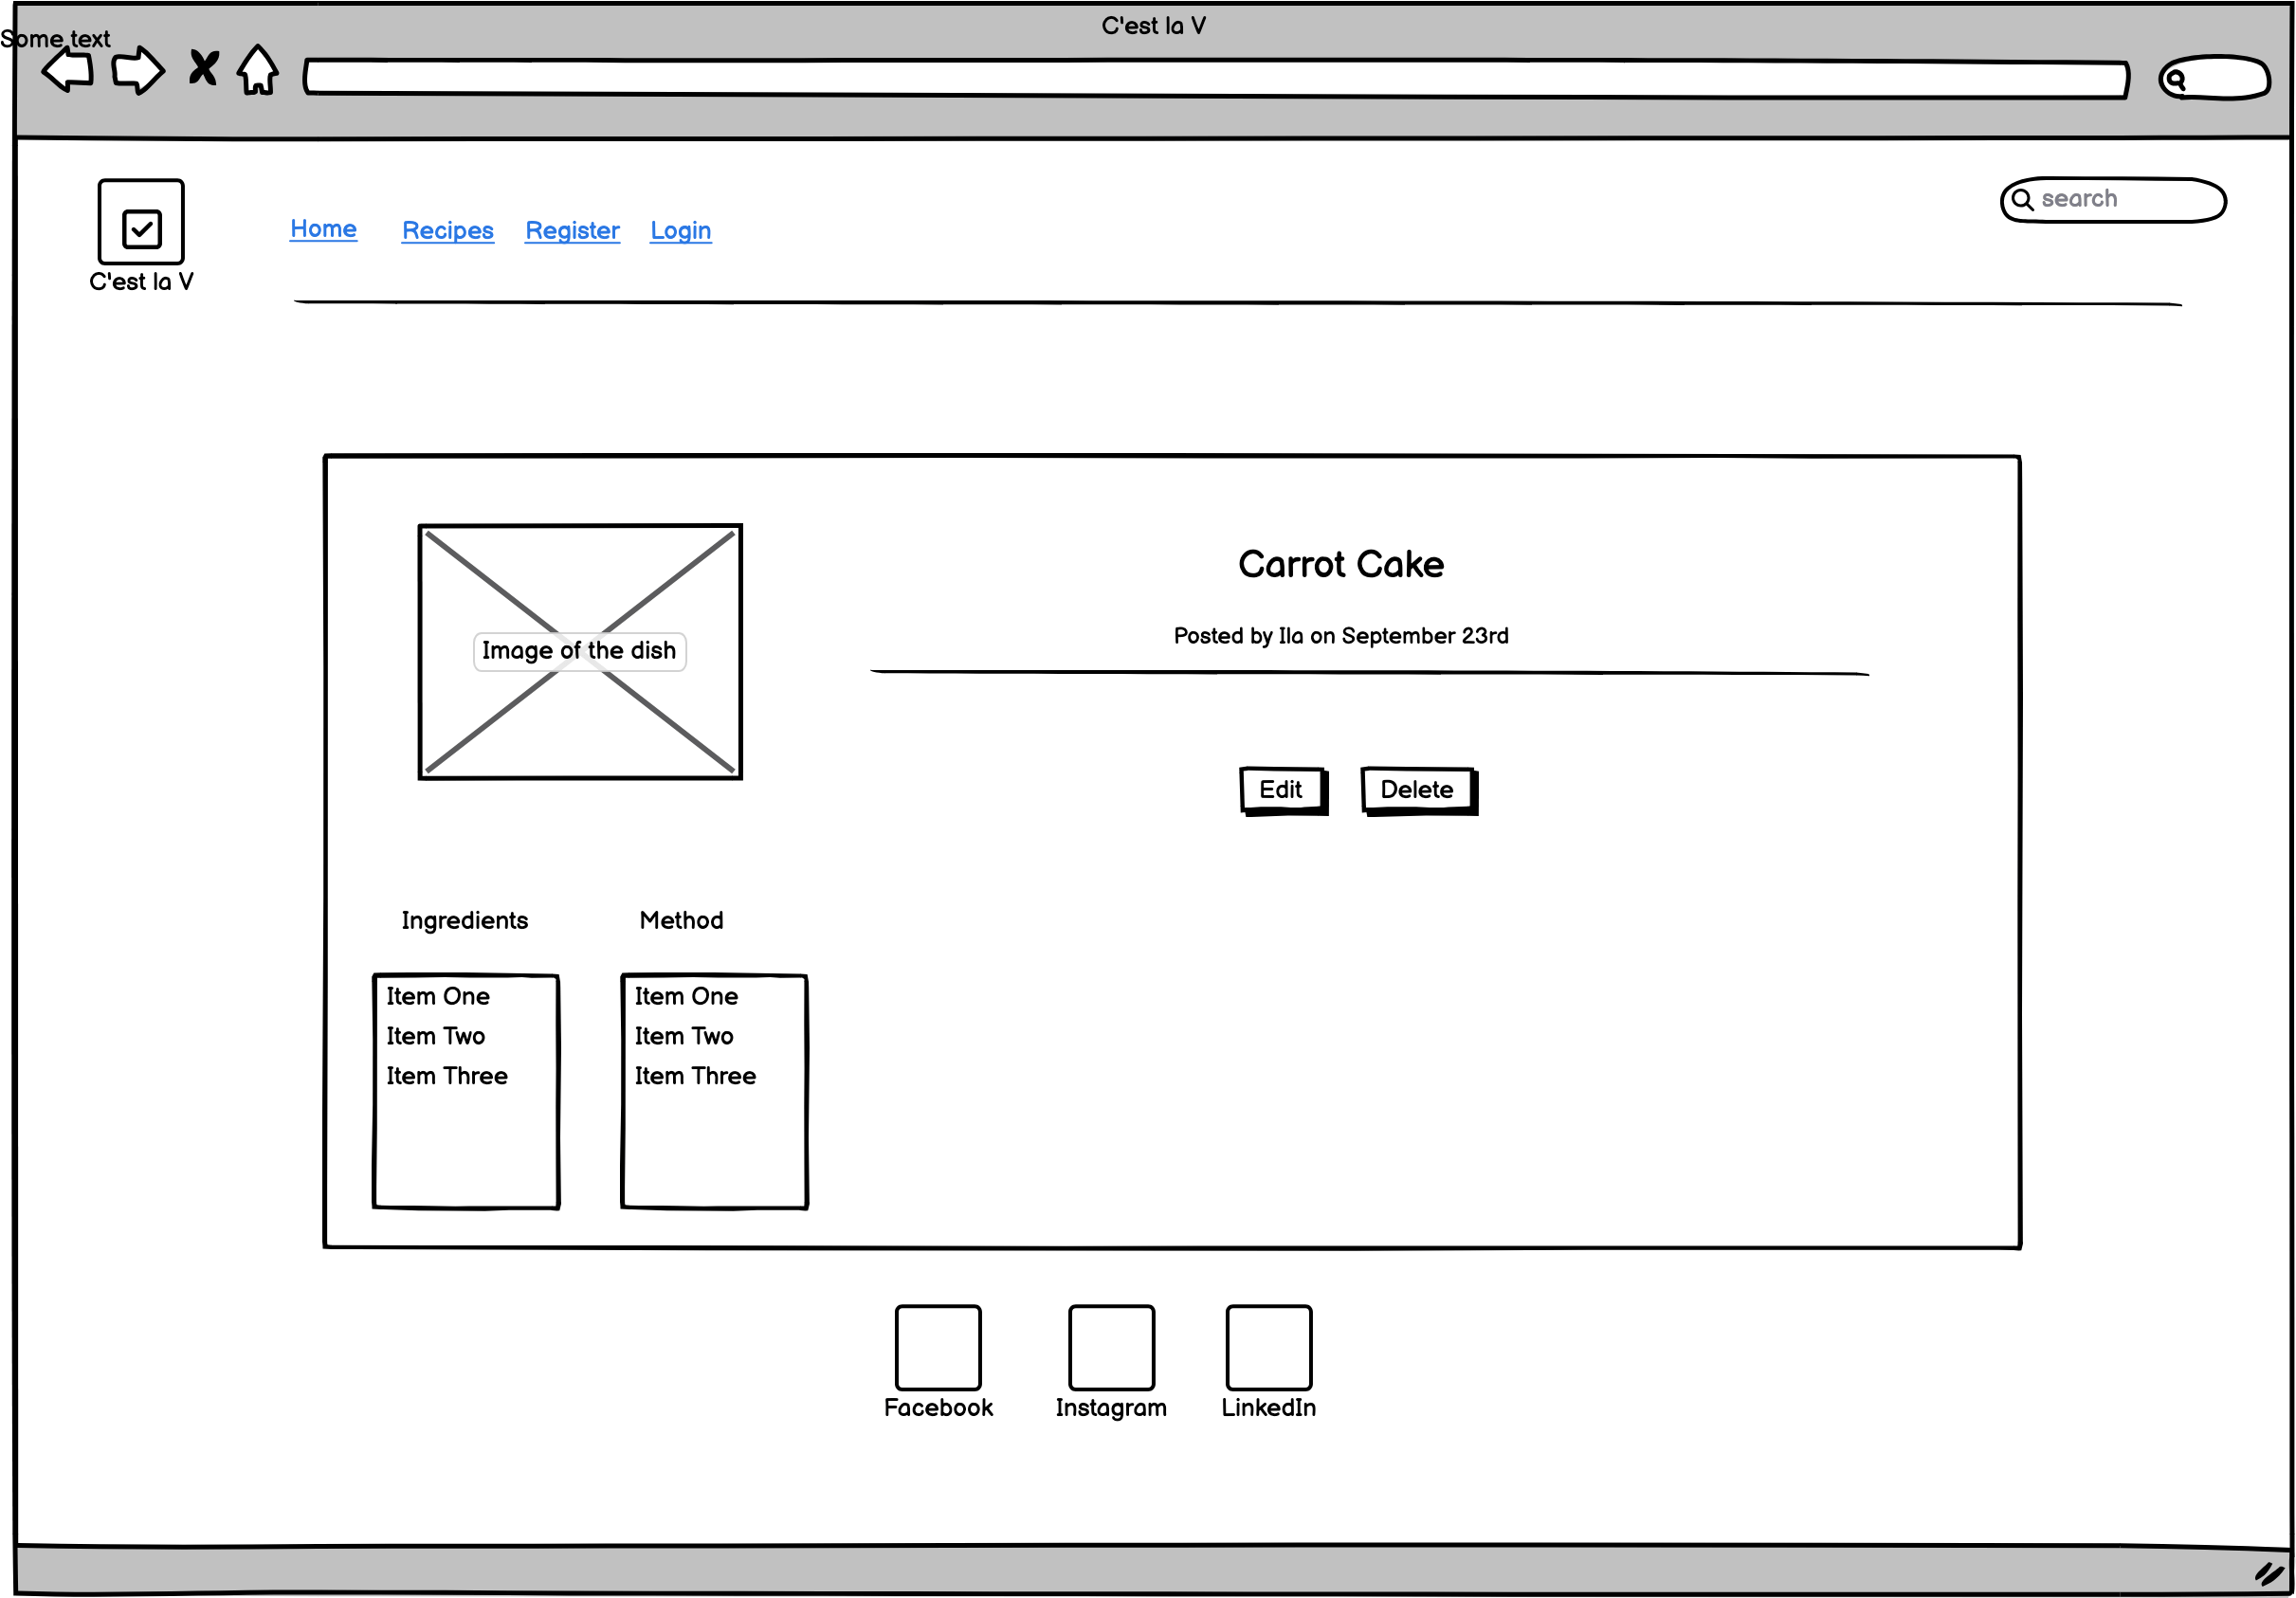 C'est la V
Some text
search
Home Recipes Register Login
C'est la V
Carrot Cake
Posted by Ila on September 23rd
Image of the dish
Edit Delete
Ingredients Method
Item One Item One
Item Two Item Two
Item Three Item Three
Facebook Instagram LinkedIn